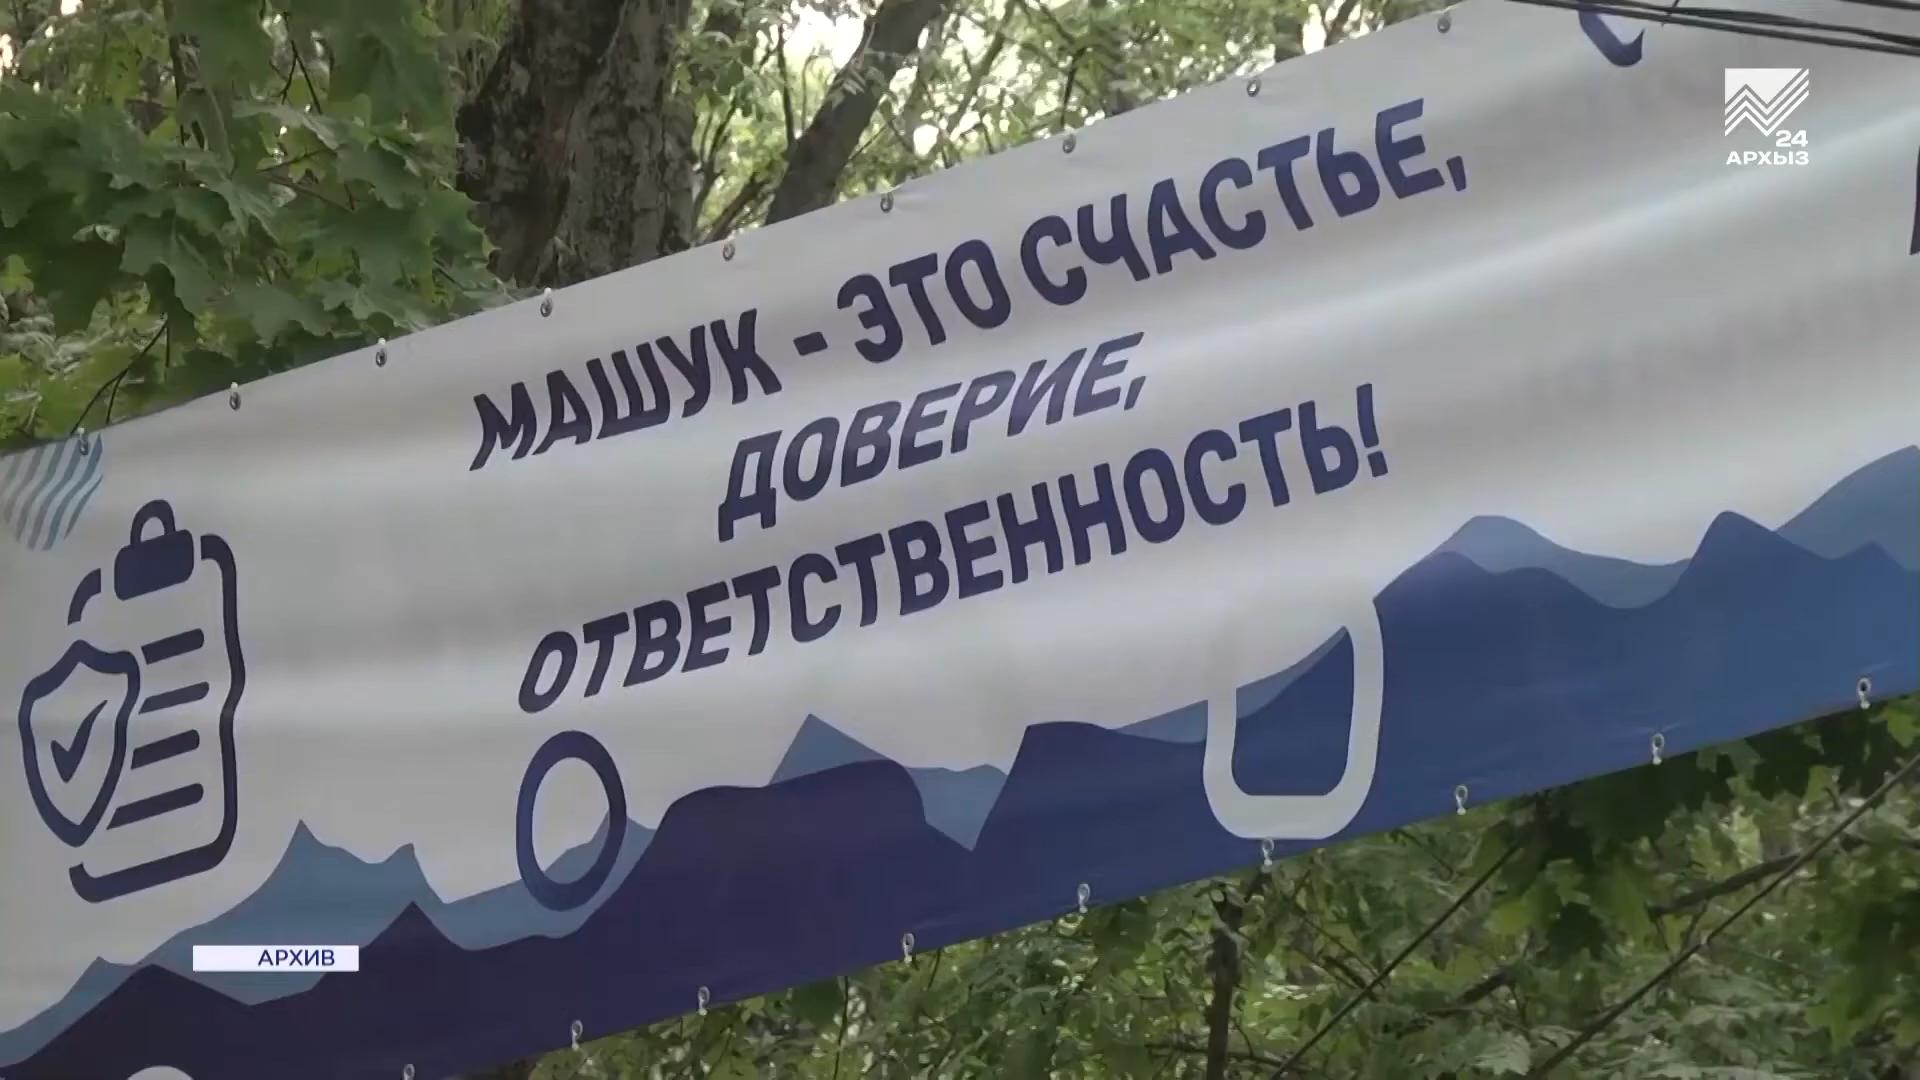 МАШУК - ЭТО СЧАСТЬЕ,
ДОВЕРИЕ,
ОТВЕТСТВЕННОСТЬ!
24
АРХЫЗ
АРХИВ